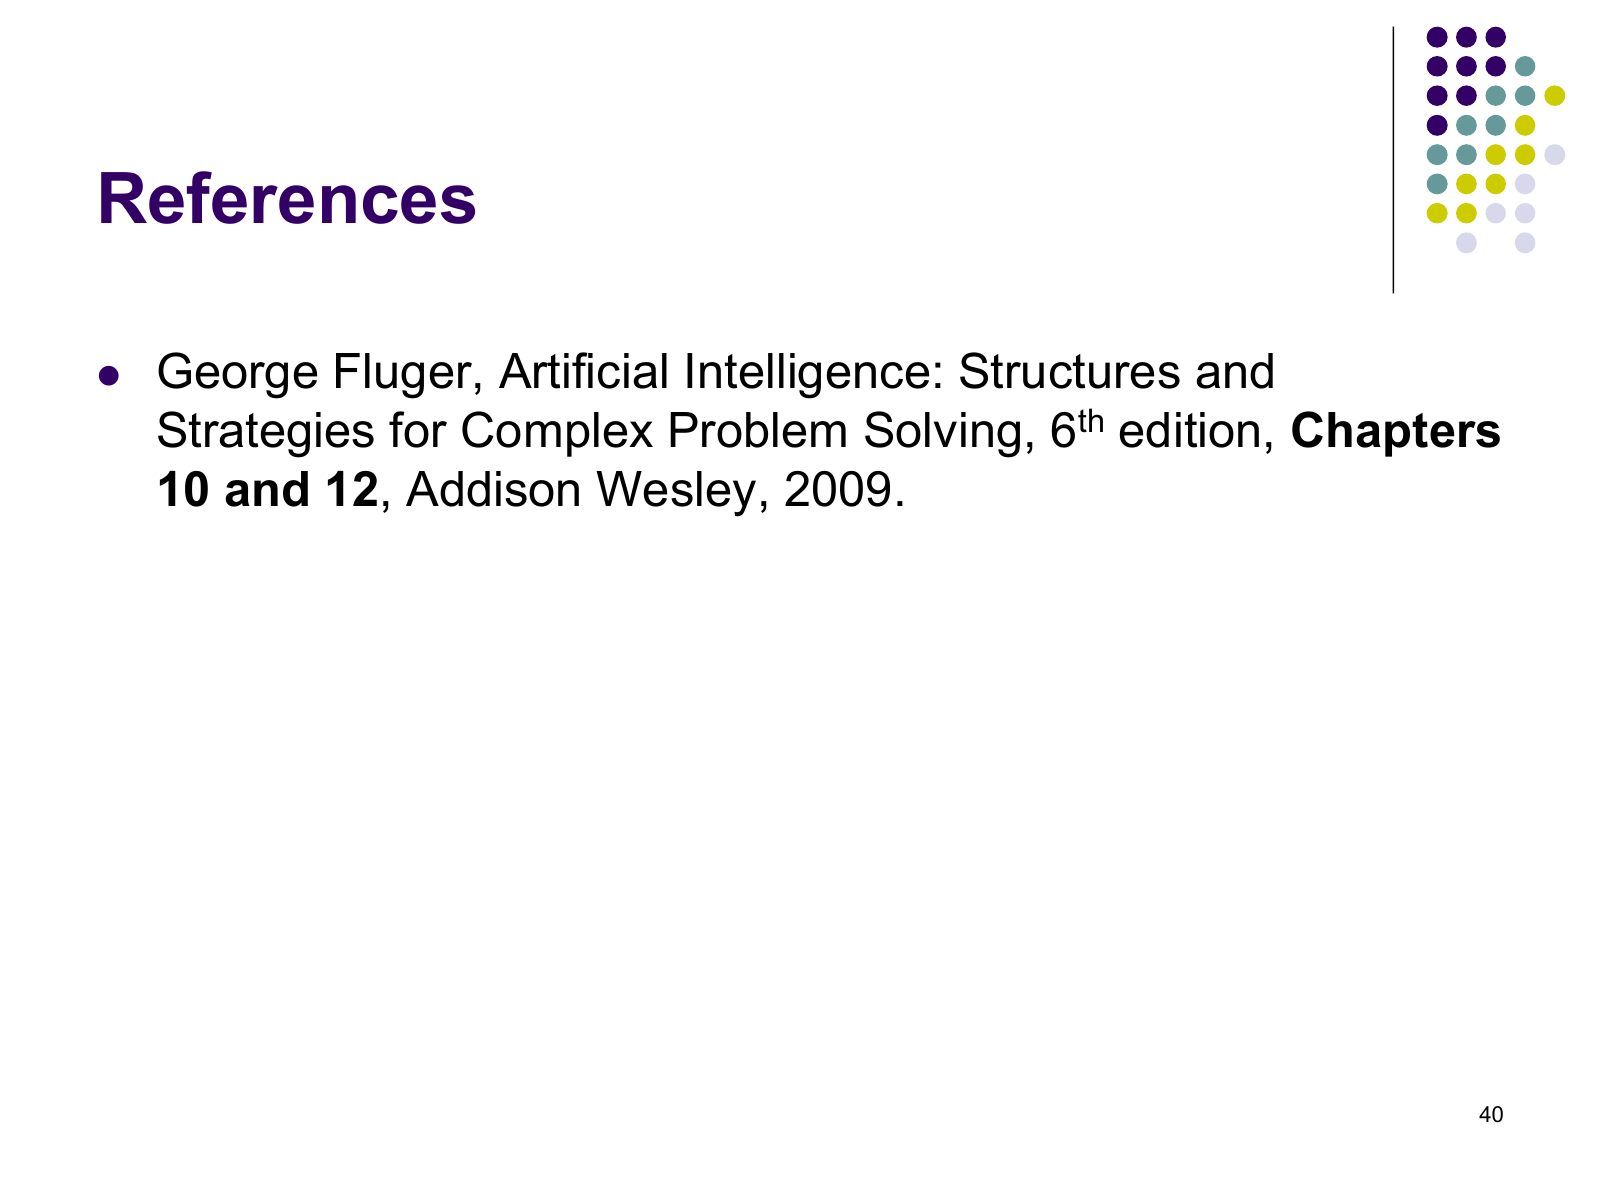 References
George Fluger, Artificial Intelligence: Structures and
Strategies for Complex Problem Solving, 6th edition, Chapters
10 and 12, Addison Wesley, 2009.
40